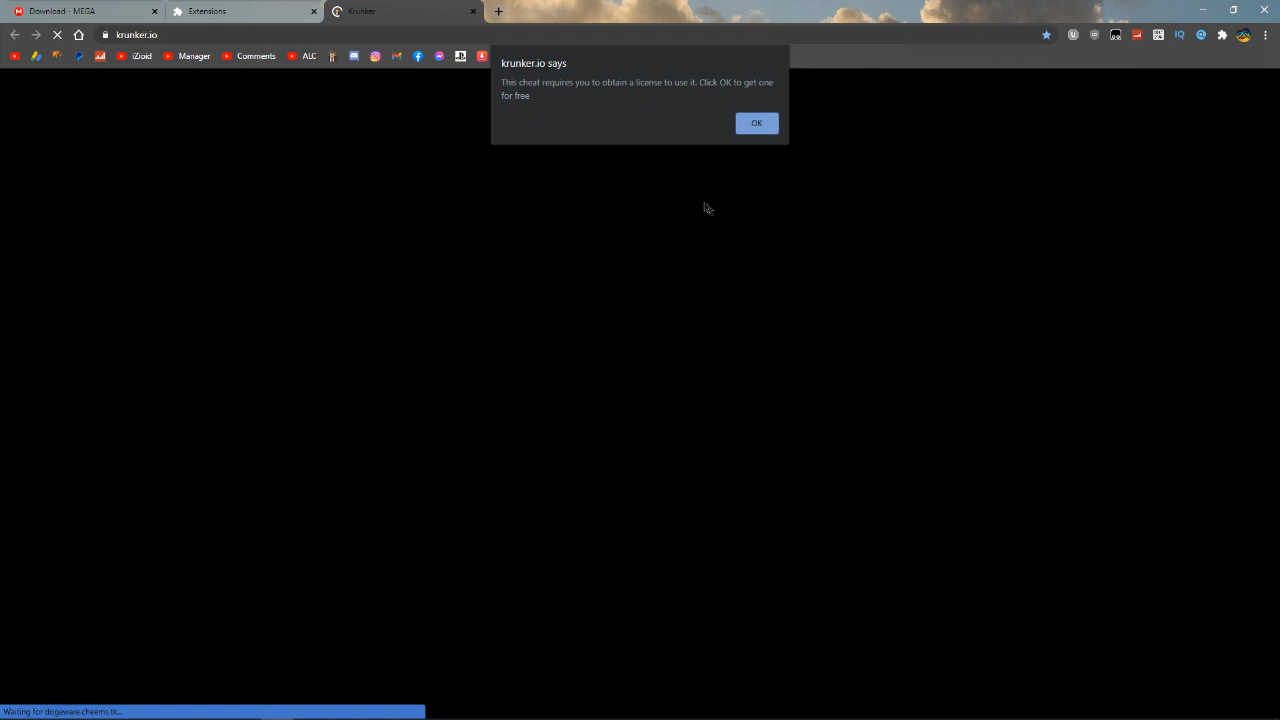 Download - MEGA
Extensions
Krunker
krunker.io
iZioid
Manager
Comments
ALC
krunker.io says
This cheat requires you to obtain a license to use it. Click OK to get one
for free
OK
Waiting for dogeware.cheems.tk...